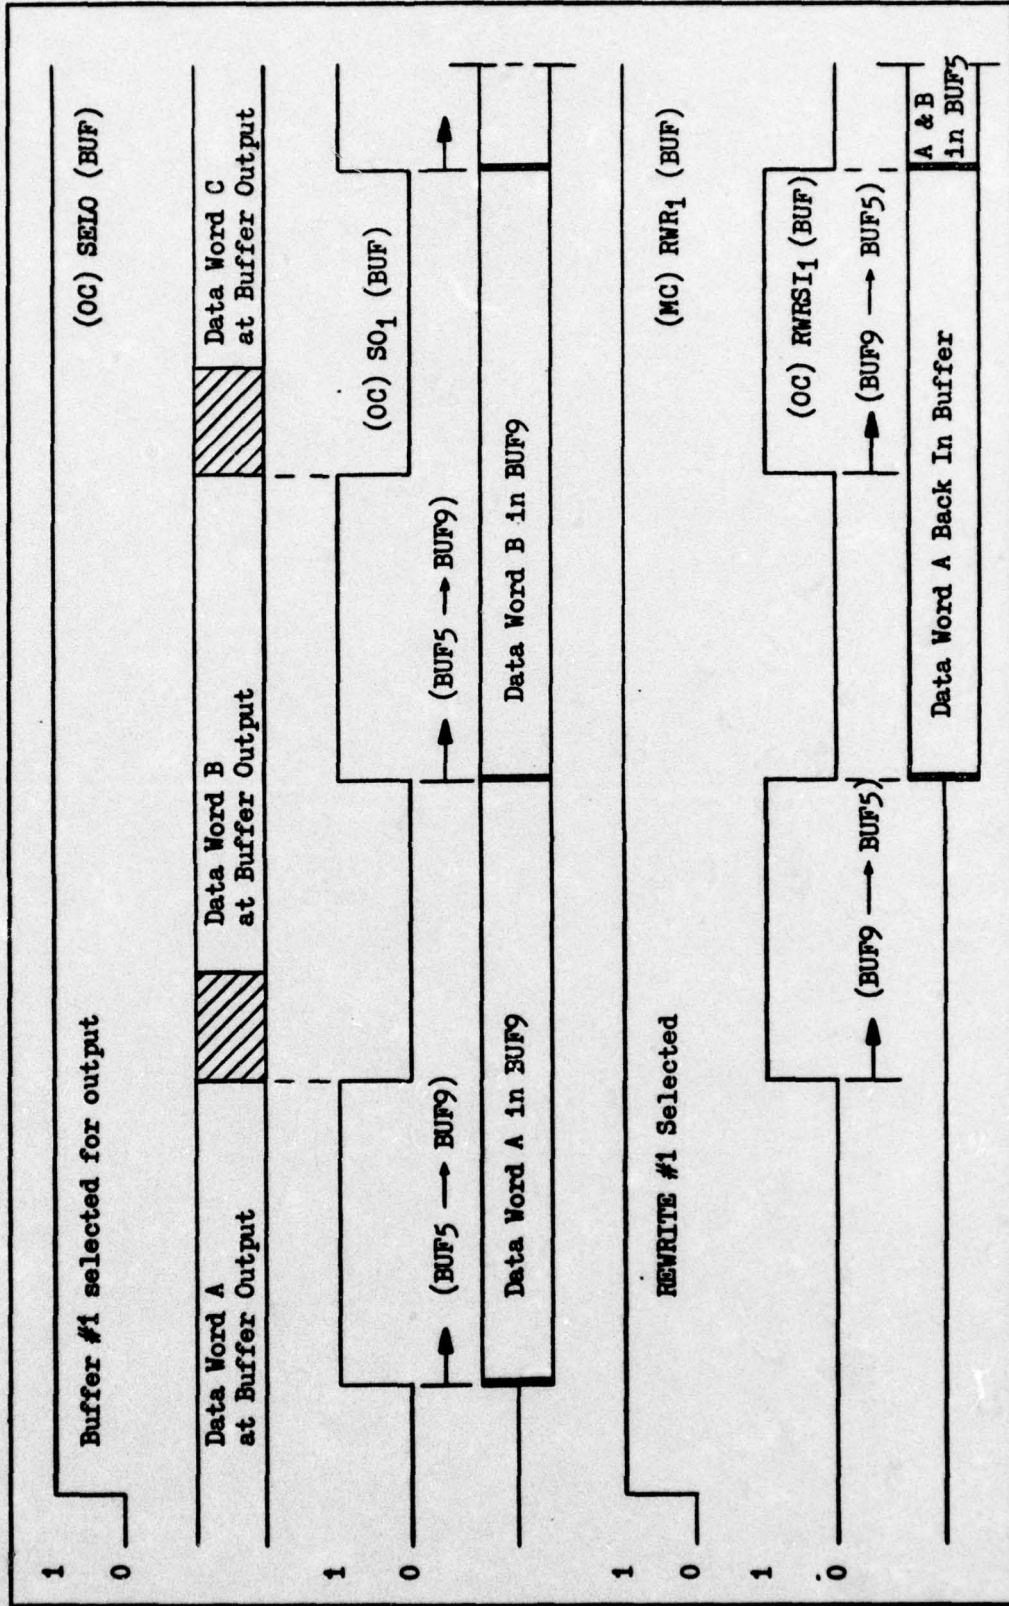 1
0
Buffer #1 selected for output
(OC) SELO (BUF)
Data Word A
at Buffer Output
Data Word B
at Buffer Output
Data Word C
at Buffer Output
1
0
(OC) SO1 (BUF)
(BUF5 → BUF9)
(BUF5 → BUF9)
Data Word A in BUF9
Data Word B in BUF9
1
0
REWRITE #1 Selected
(MC) RWR1 (BUF)
1
0
(OC) RWRSI1 (BUF)
(BUF9 → BUF5)
(BUF9 → BUF5)
Data Word A Back In Buffer
A & B
in BUF5